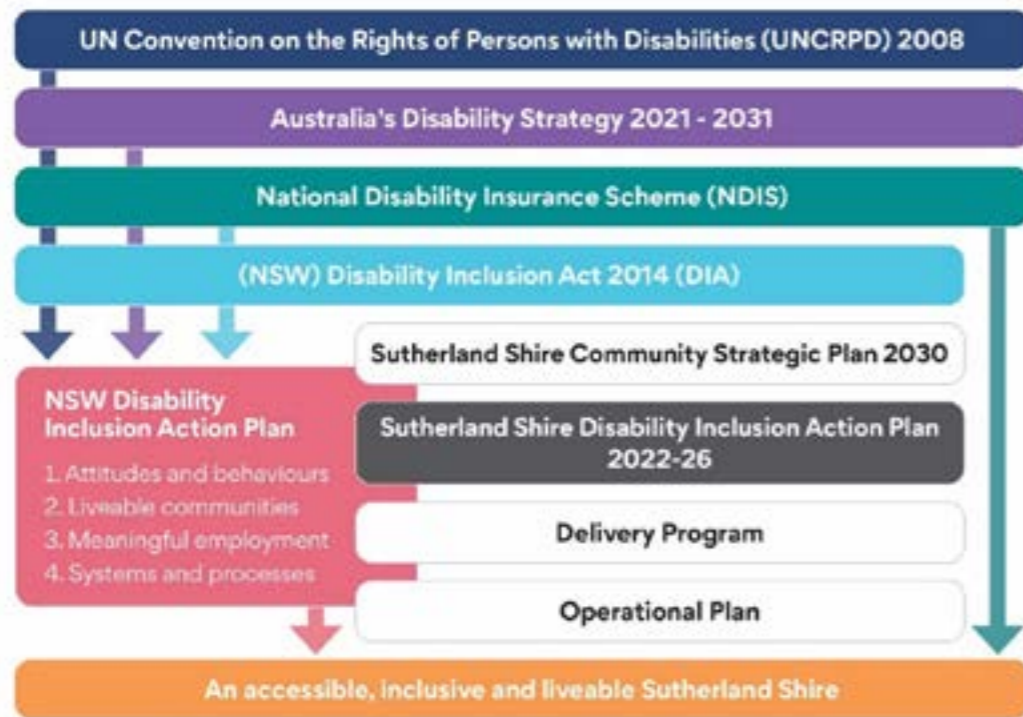 UN Convention on the Rights of Persons with Disabilities (UNCRPD) 2008
Australia's Disability Strategy 2021 - 2031
National Disability Insurance Scheme (NDIS)
(NSW) Disability Inclusion Act 2014 (DIA)
NSW Disability
Inclusion Action Plan
1. Attitudes and behaviours
2. Liveable communities
3. Meaningful employment
4. Systems and processes
Sutherland Shire Community Strategic Plan 2030
Sutherland Shire Disability Inclusion Action Plan
2022-26
Delivery Program
Operational Plan
An accessible, inclusive and liveable Sutherland Shire